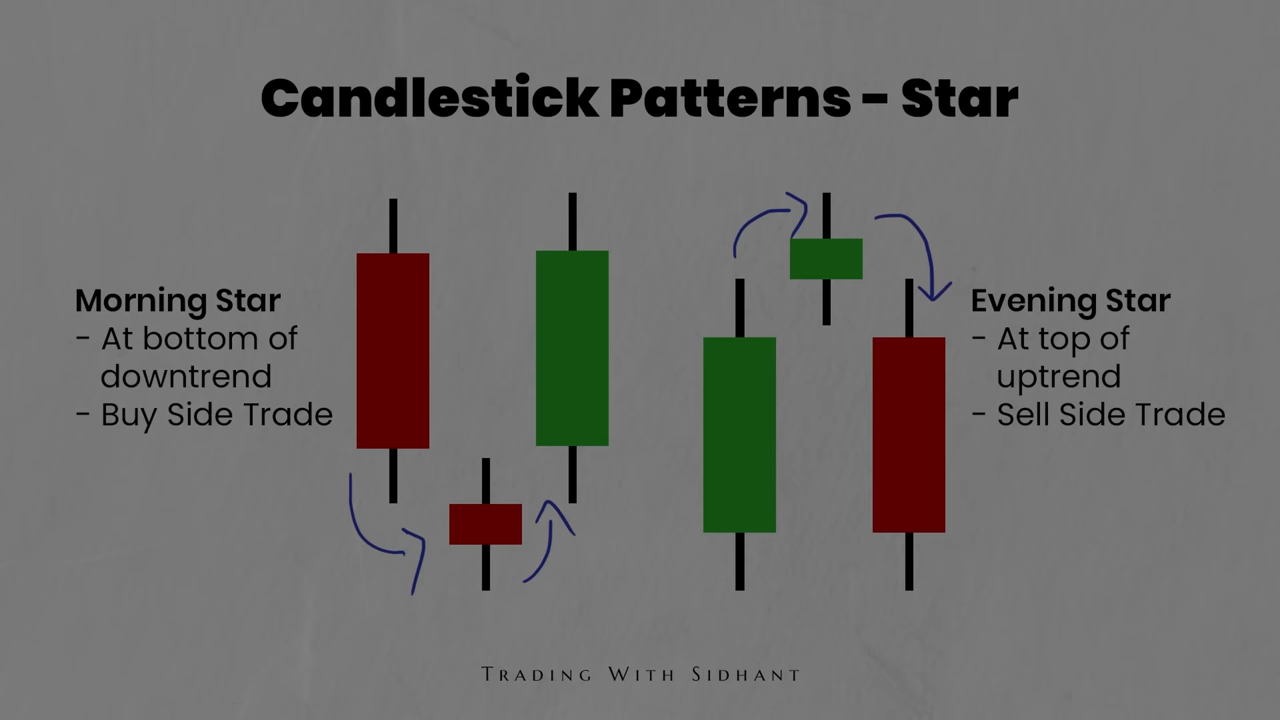 Candlestick Patterns - Star
Morning Star
- At bottom of
downtrend
- Buy Side Trade
Evening Star
- At top of
uptrend
- Sell Side Trade
Trading With Sidhant